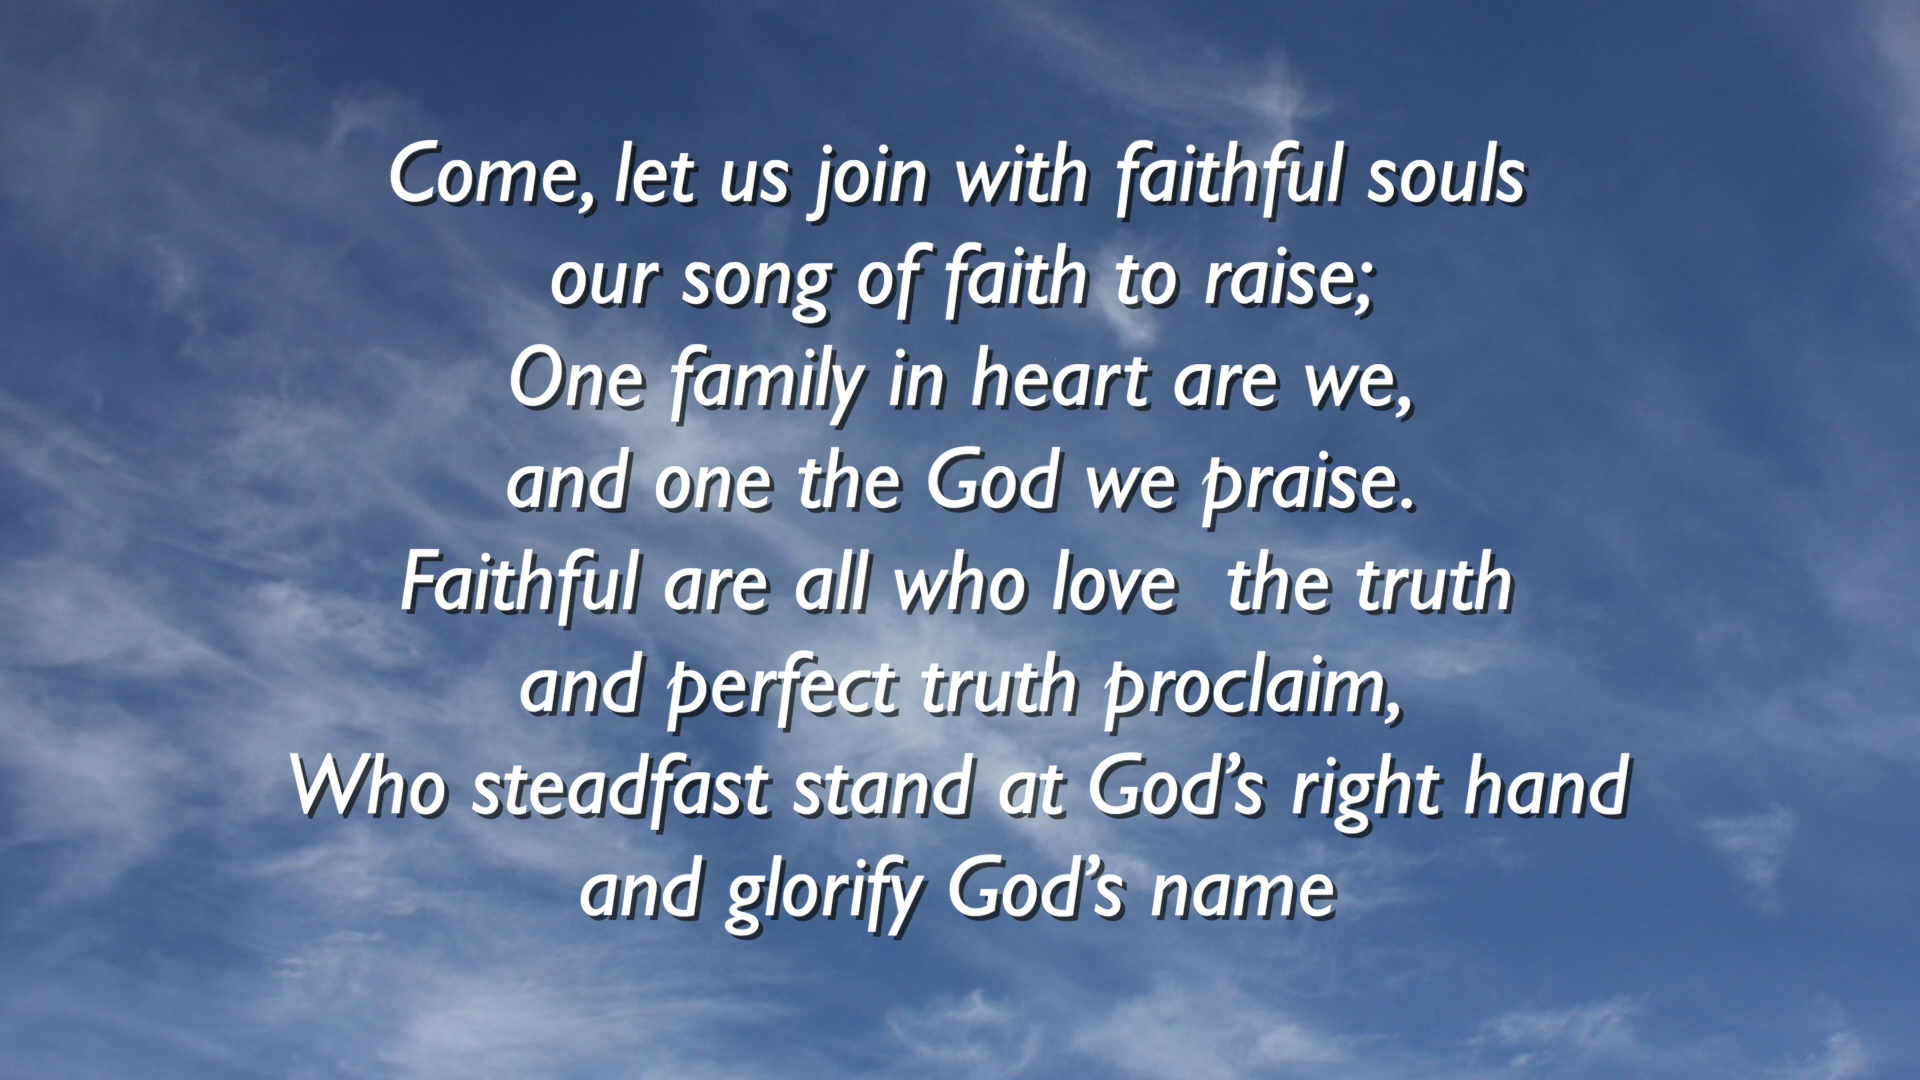 Come, let us join with faithful souls
our song of faith to raise;
One family in heart are we,
and one the God we praise.
Faithful are all who love  the truth
and perfect truth proclaim,
Who steadfast stand at God’s right hand
and glorify God’s name